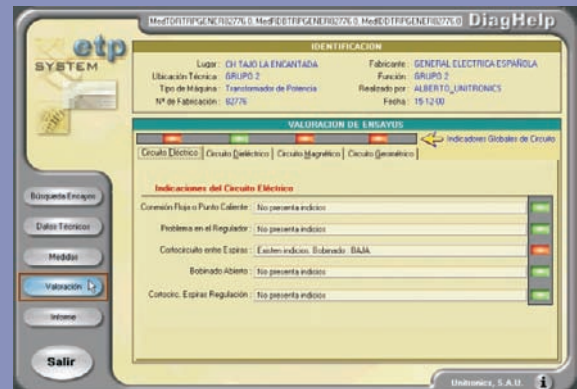 MedTDRTRPGENER82776.0, MedRDDTRPGENER82776.0, MedIDDTRPGENER82776.0 DiagHelp
etp
SYSTEM
IDENTIFICACIÓN
Lugar: CH TAJO LA ENCANTADA Fabricante: GENERAL ELECTRICA ESPAÑOLA
Ubicación Técnica: GRUPO 2 Función: GRUPO 2
Tipo de Máquina: Transformador de Potencia Realizado por: ALBERTO_UNITRONICS
Nº de Fabricación: 82776 Fecha: 15-12-00
VALORACION DE ENSAYOS
Indicadores Globales de Circuito
Circuito Eléctrico Circuito Dieléctrico Circuito Magnético Circuito Geométrico
Indicaciones del Circuito Eléctrico
Conexión Floja o Punto Caliente: No presenta indicios
Problema en el Regulador: No presenta indicios
Cortocircuito entre Espiras: Existen indicios. Bobinado: BAJA.
Bobinado Abierto: No presenta indicios
Cortocirc. Espiras Regulación: No presenta indicios
Búsqueda Ensayos
Datos Técnicos
Medidas
Valoración
Informe
Salir
Unitronics, S.A.U. i